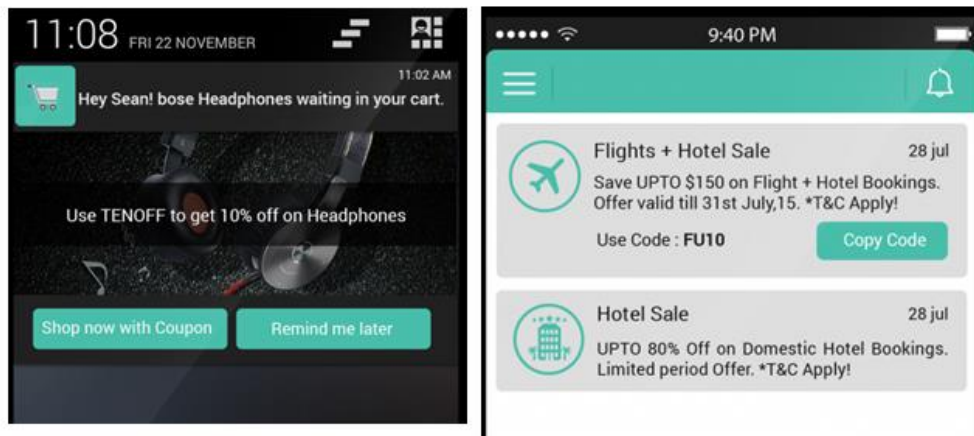 11:08 FRI 22 NOVEMBER
11:02 AM
Hey Sean! bose Headphones waiting in your cart.
Use TENOFF to get 10% off on Headphones
Shop now with Coupon
Remind me later
9:40 PM
Flights + Hotel Sale 28 jul
Save UPTO $150 on Flight + Hotel Bookings.
Offer valid till 31st July,15. *T&C Apply!
Use Code : FU10
Copy Code
Hotel Sale 28 jul
UPTO 80% Off on Domestic Hotel Bookings.
Limited period Offer. *T&C Apply!